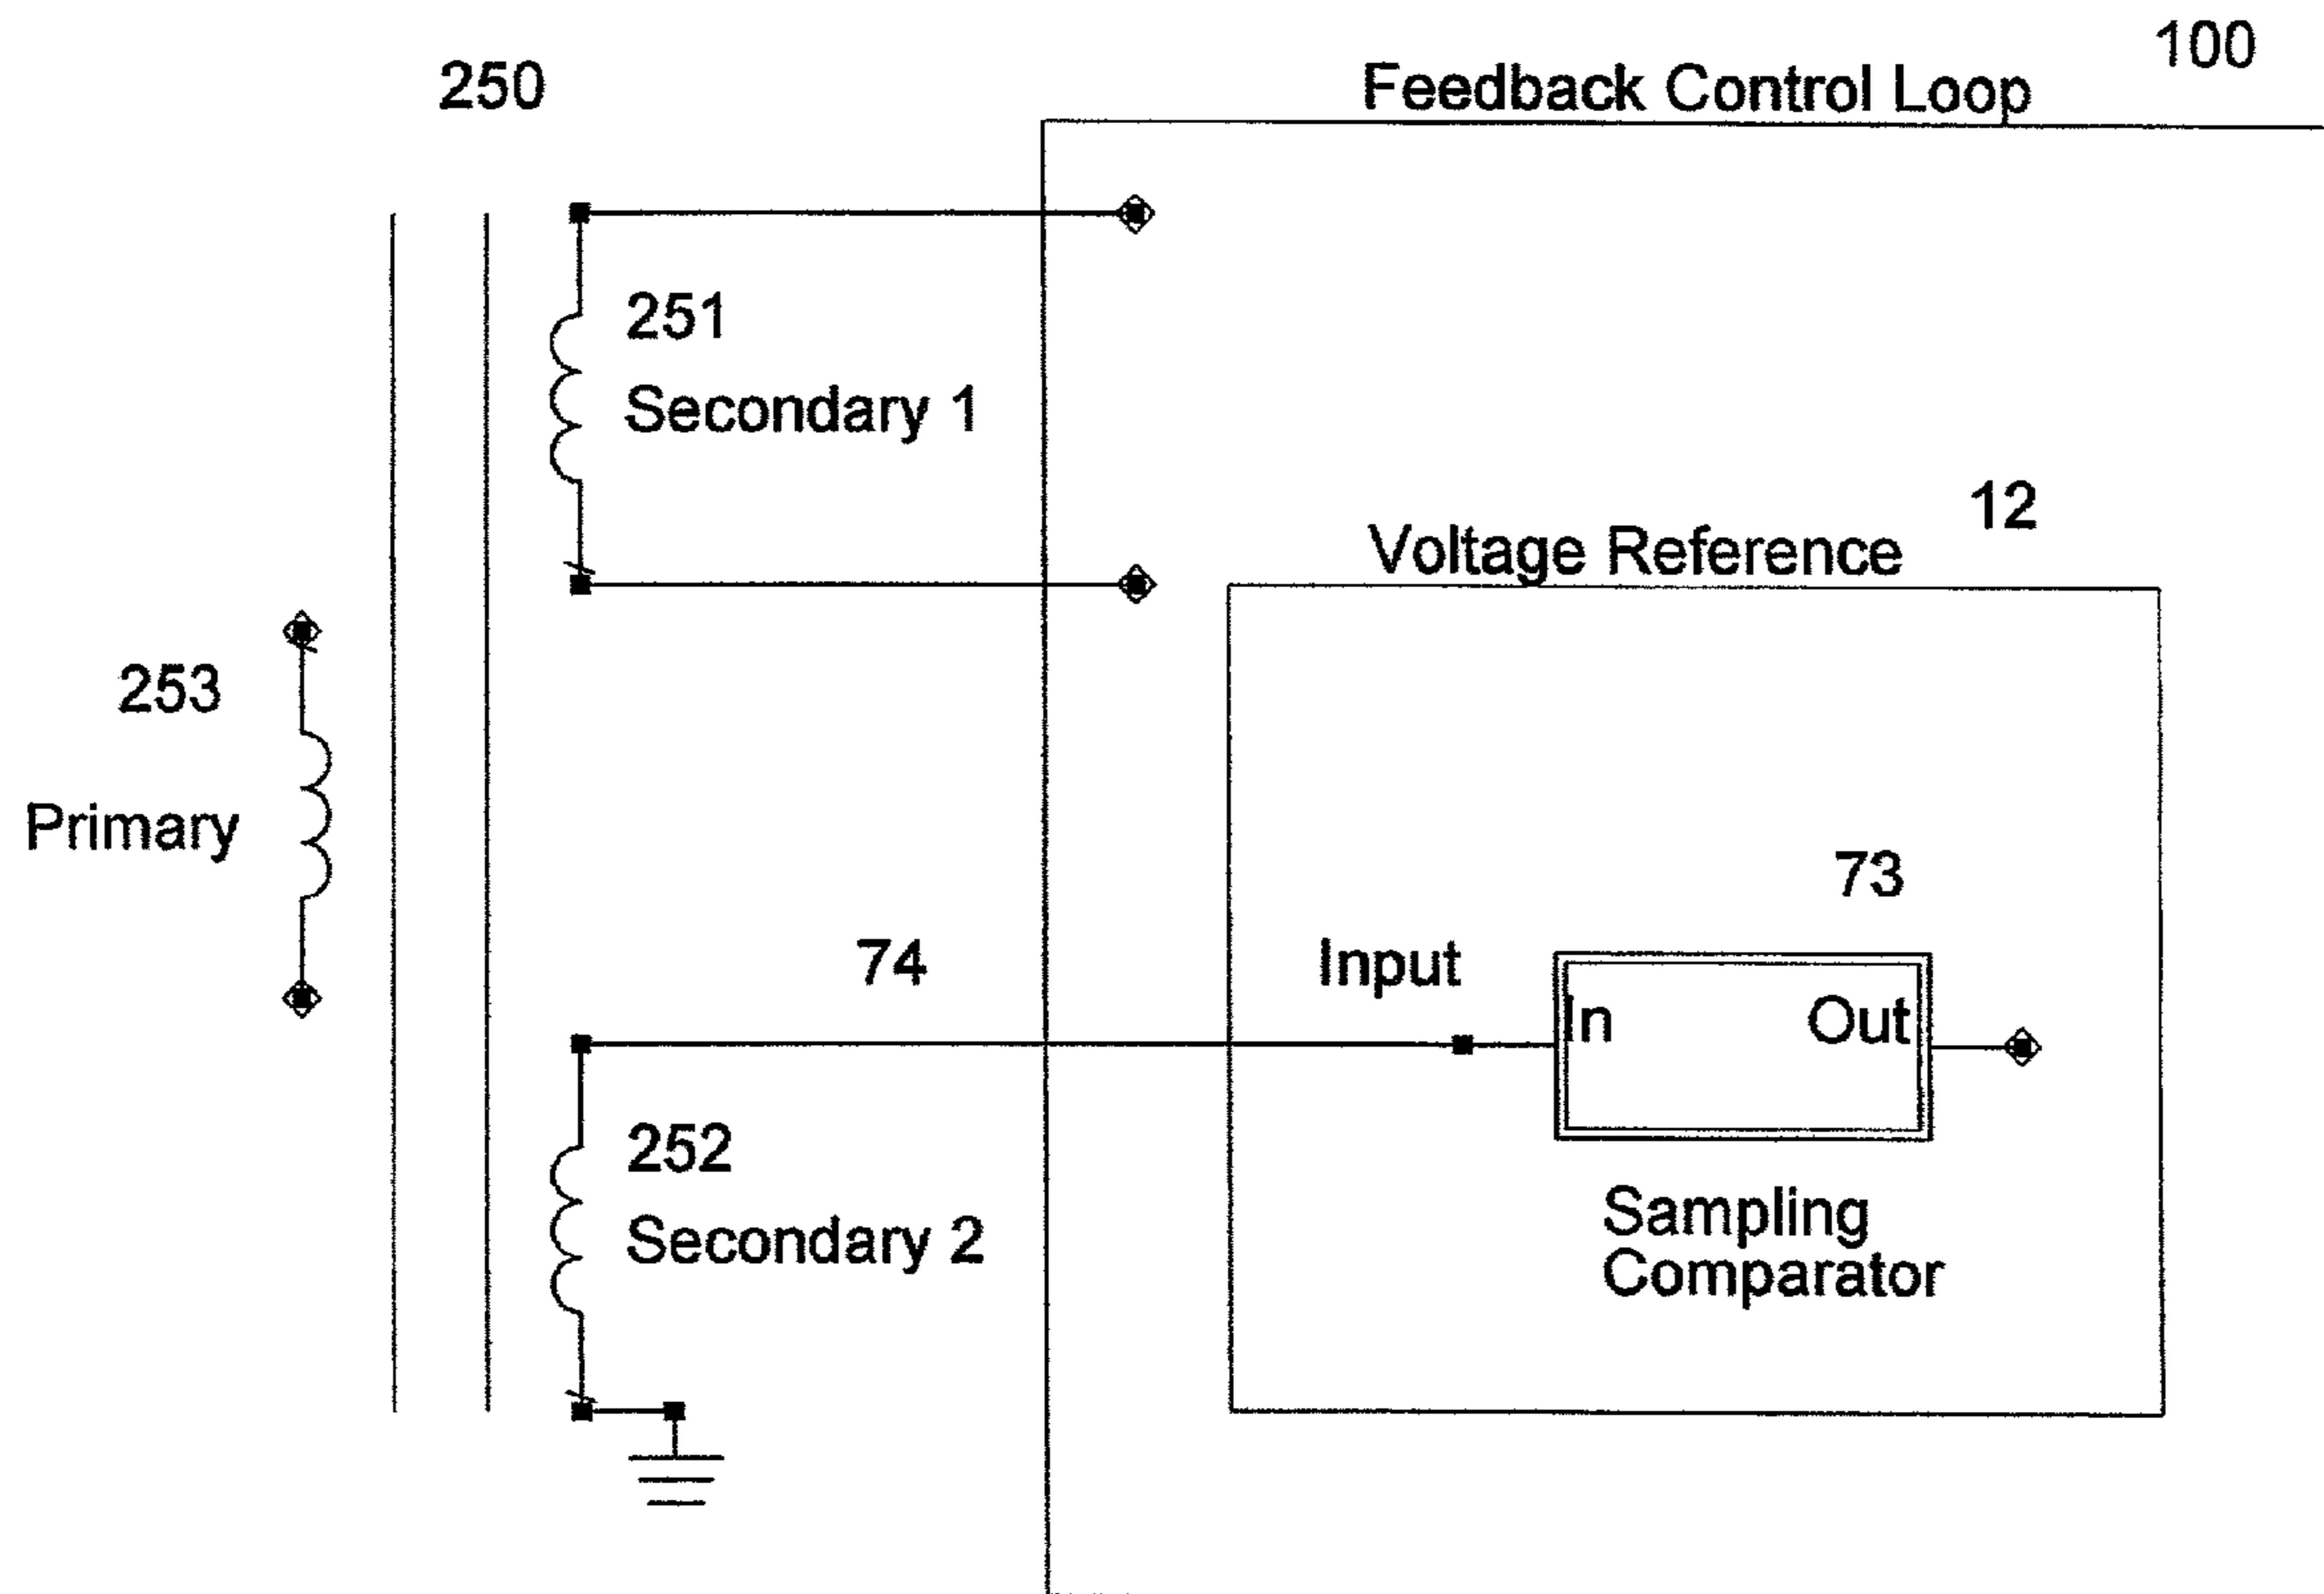 100
Feedback Control Loop
250
251
Secondary 1
12
Voltage Reference
253
Primary
73
74
Input
In
Out
252
Secondary 2
Sampling
Comparator